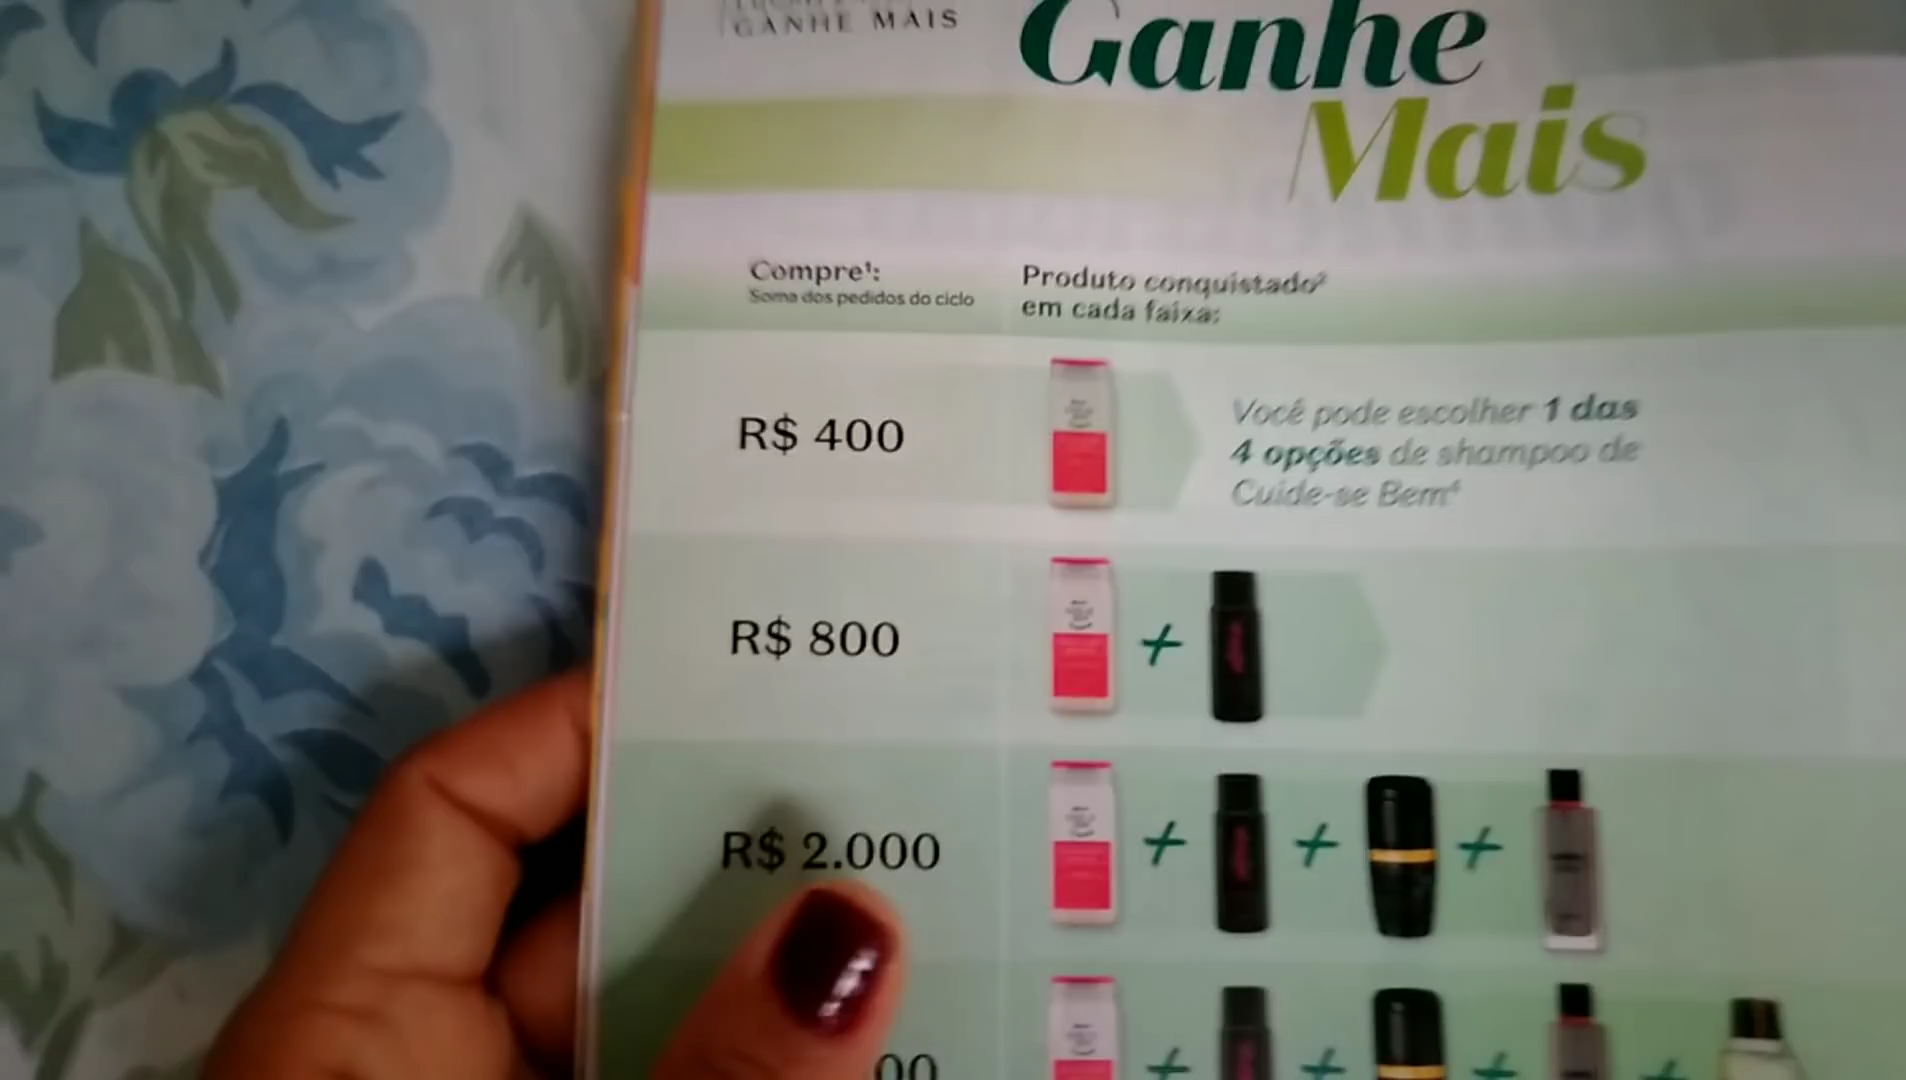 GANHE MAIS
Ganhe
Mais
Compre¹:
Soma dos pedidos do ciclo
Produto conquistado²
em cada faixa:
R$ 400
Você pode escolher 1 das
4 opções de shampoo de
Cuide-se Bem⁴
R$ 800
R$ 2.000
00